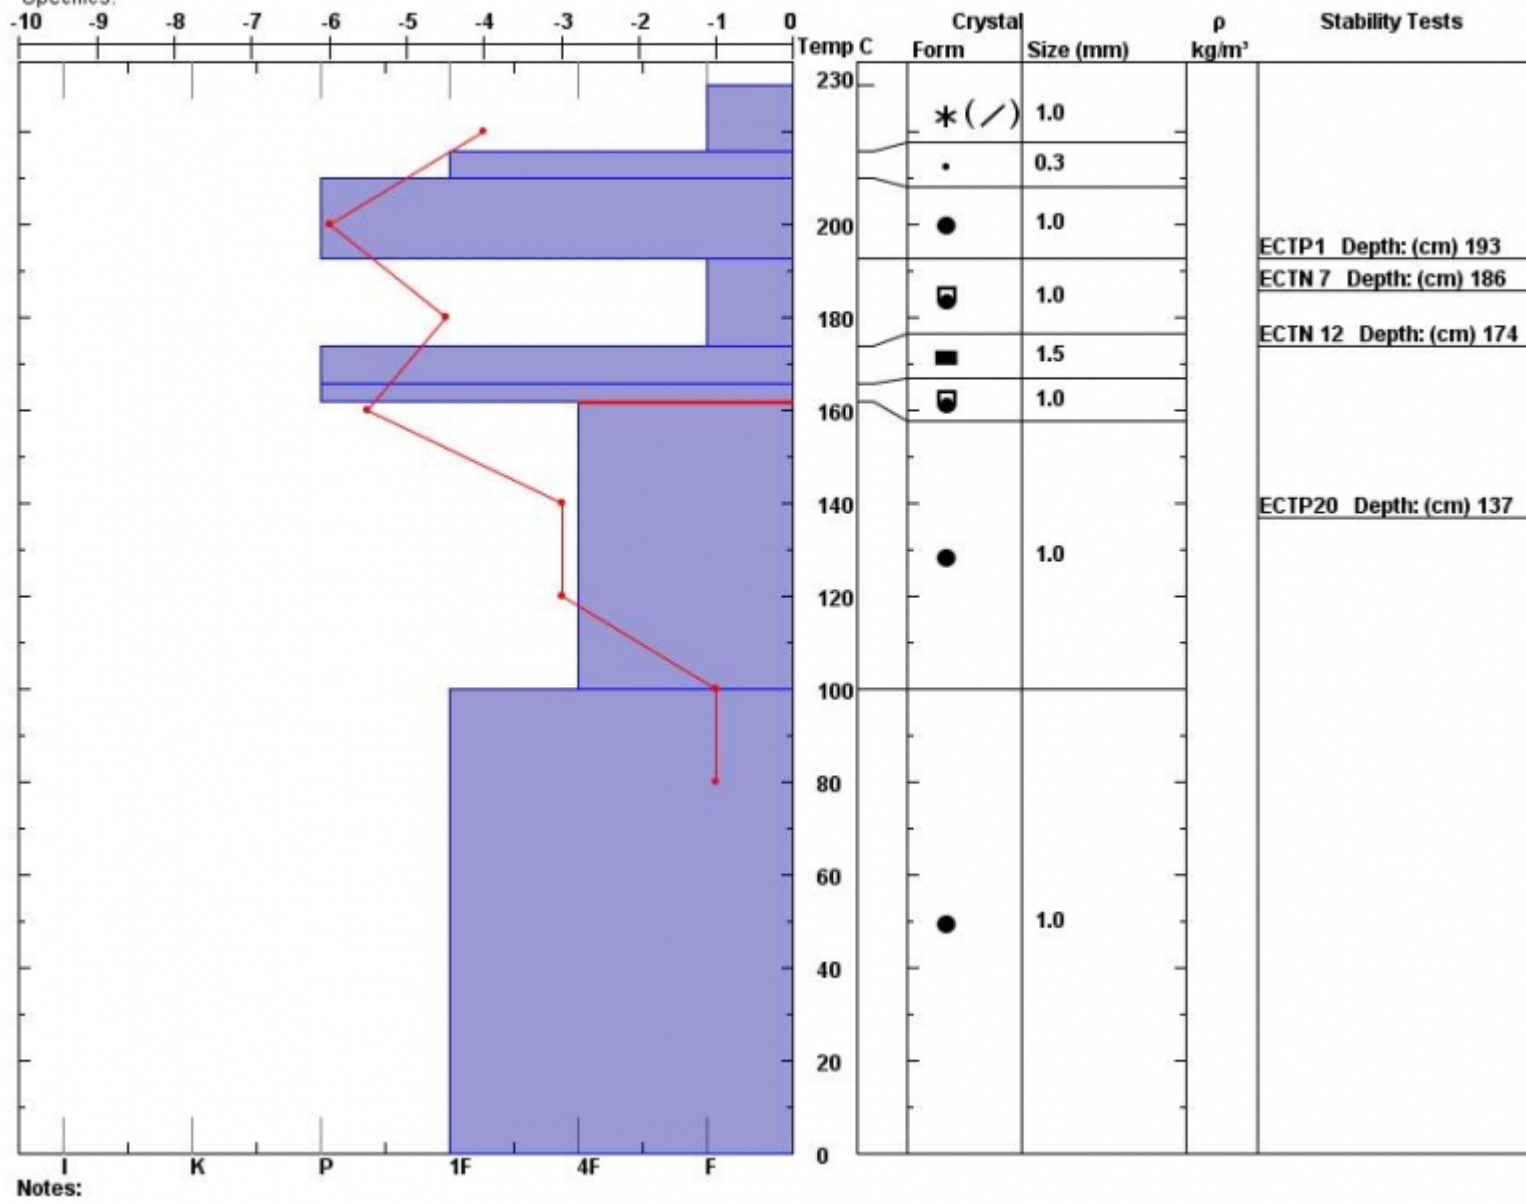 Specifics:
-10 -9 -8 -7 -6 -5 -4 -3 -2 -1 0
Crystal ρ Stability Tests
Temp C Form Size (mm) kg/m³
230
1.0
0.3
200 1.0
ECTP1 Depth: (cm) 193
ECTN 7 Depth: (cm) 186
1.0
180
ECTN 12 Depth: (cm) 174
1.5
1.0
160
140 ECTP20 Depth: (cm) 137
1.0
120
100
80
60
1.0
40
20
0
I K P 1F 4F F
Notes: